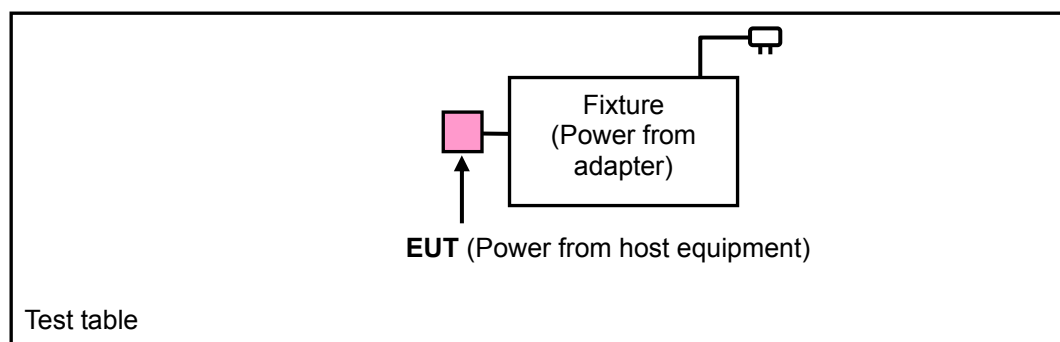 Fixture
(Power from
adapter)
EUT (Power from host equipment)
Test table